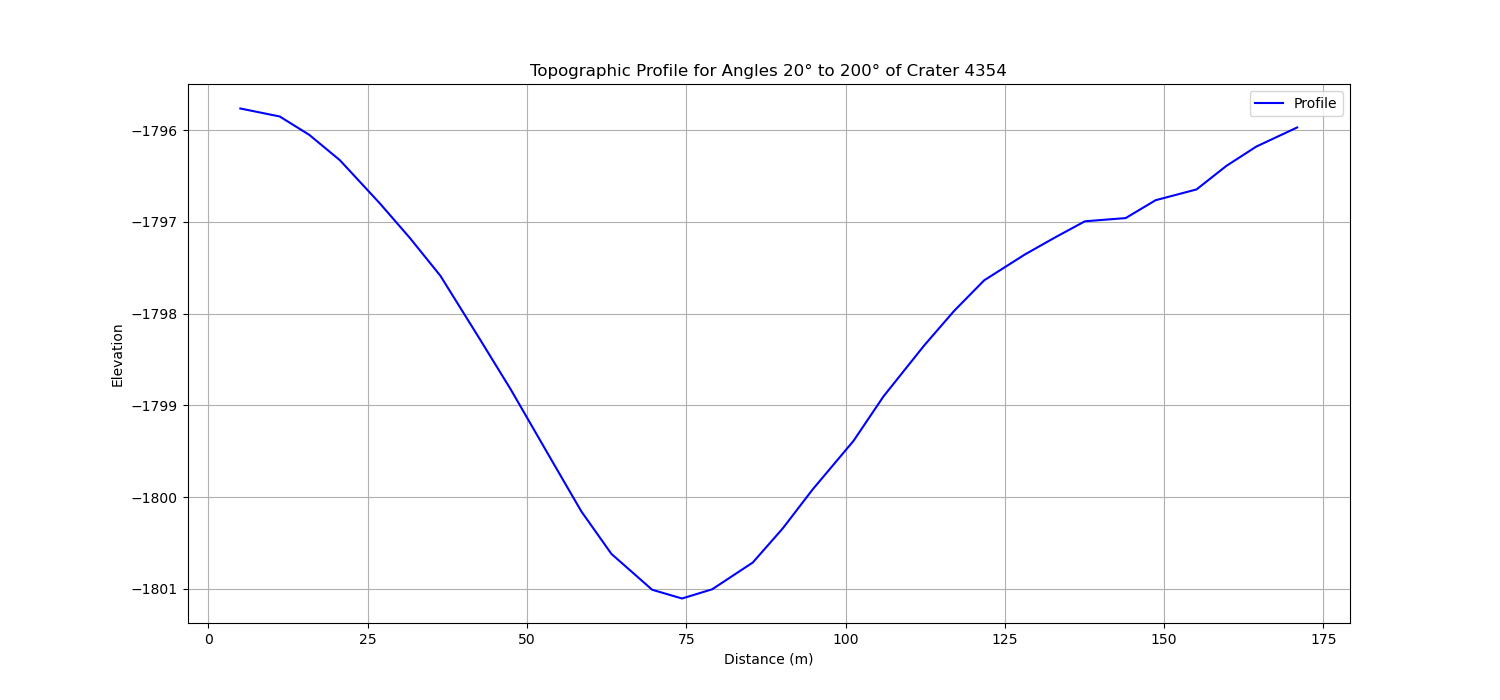 Topographic Profile for Angles 20° to 200° of Crater 4354
Profile
Elevation
−1796
−1797
−1798
−1799
−1800
−1801
0 25 50 75 100 125 150 175
Distance (m)